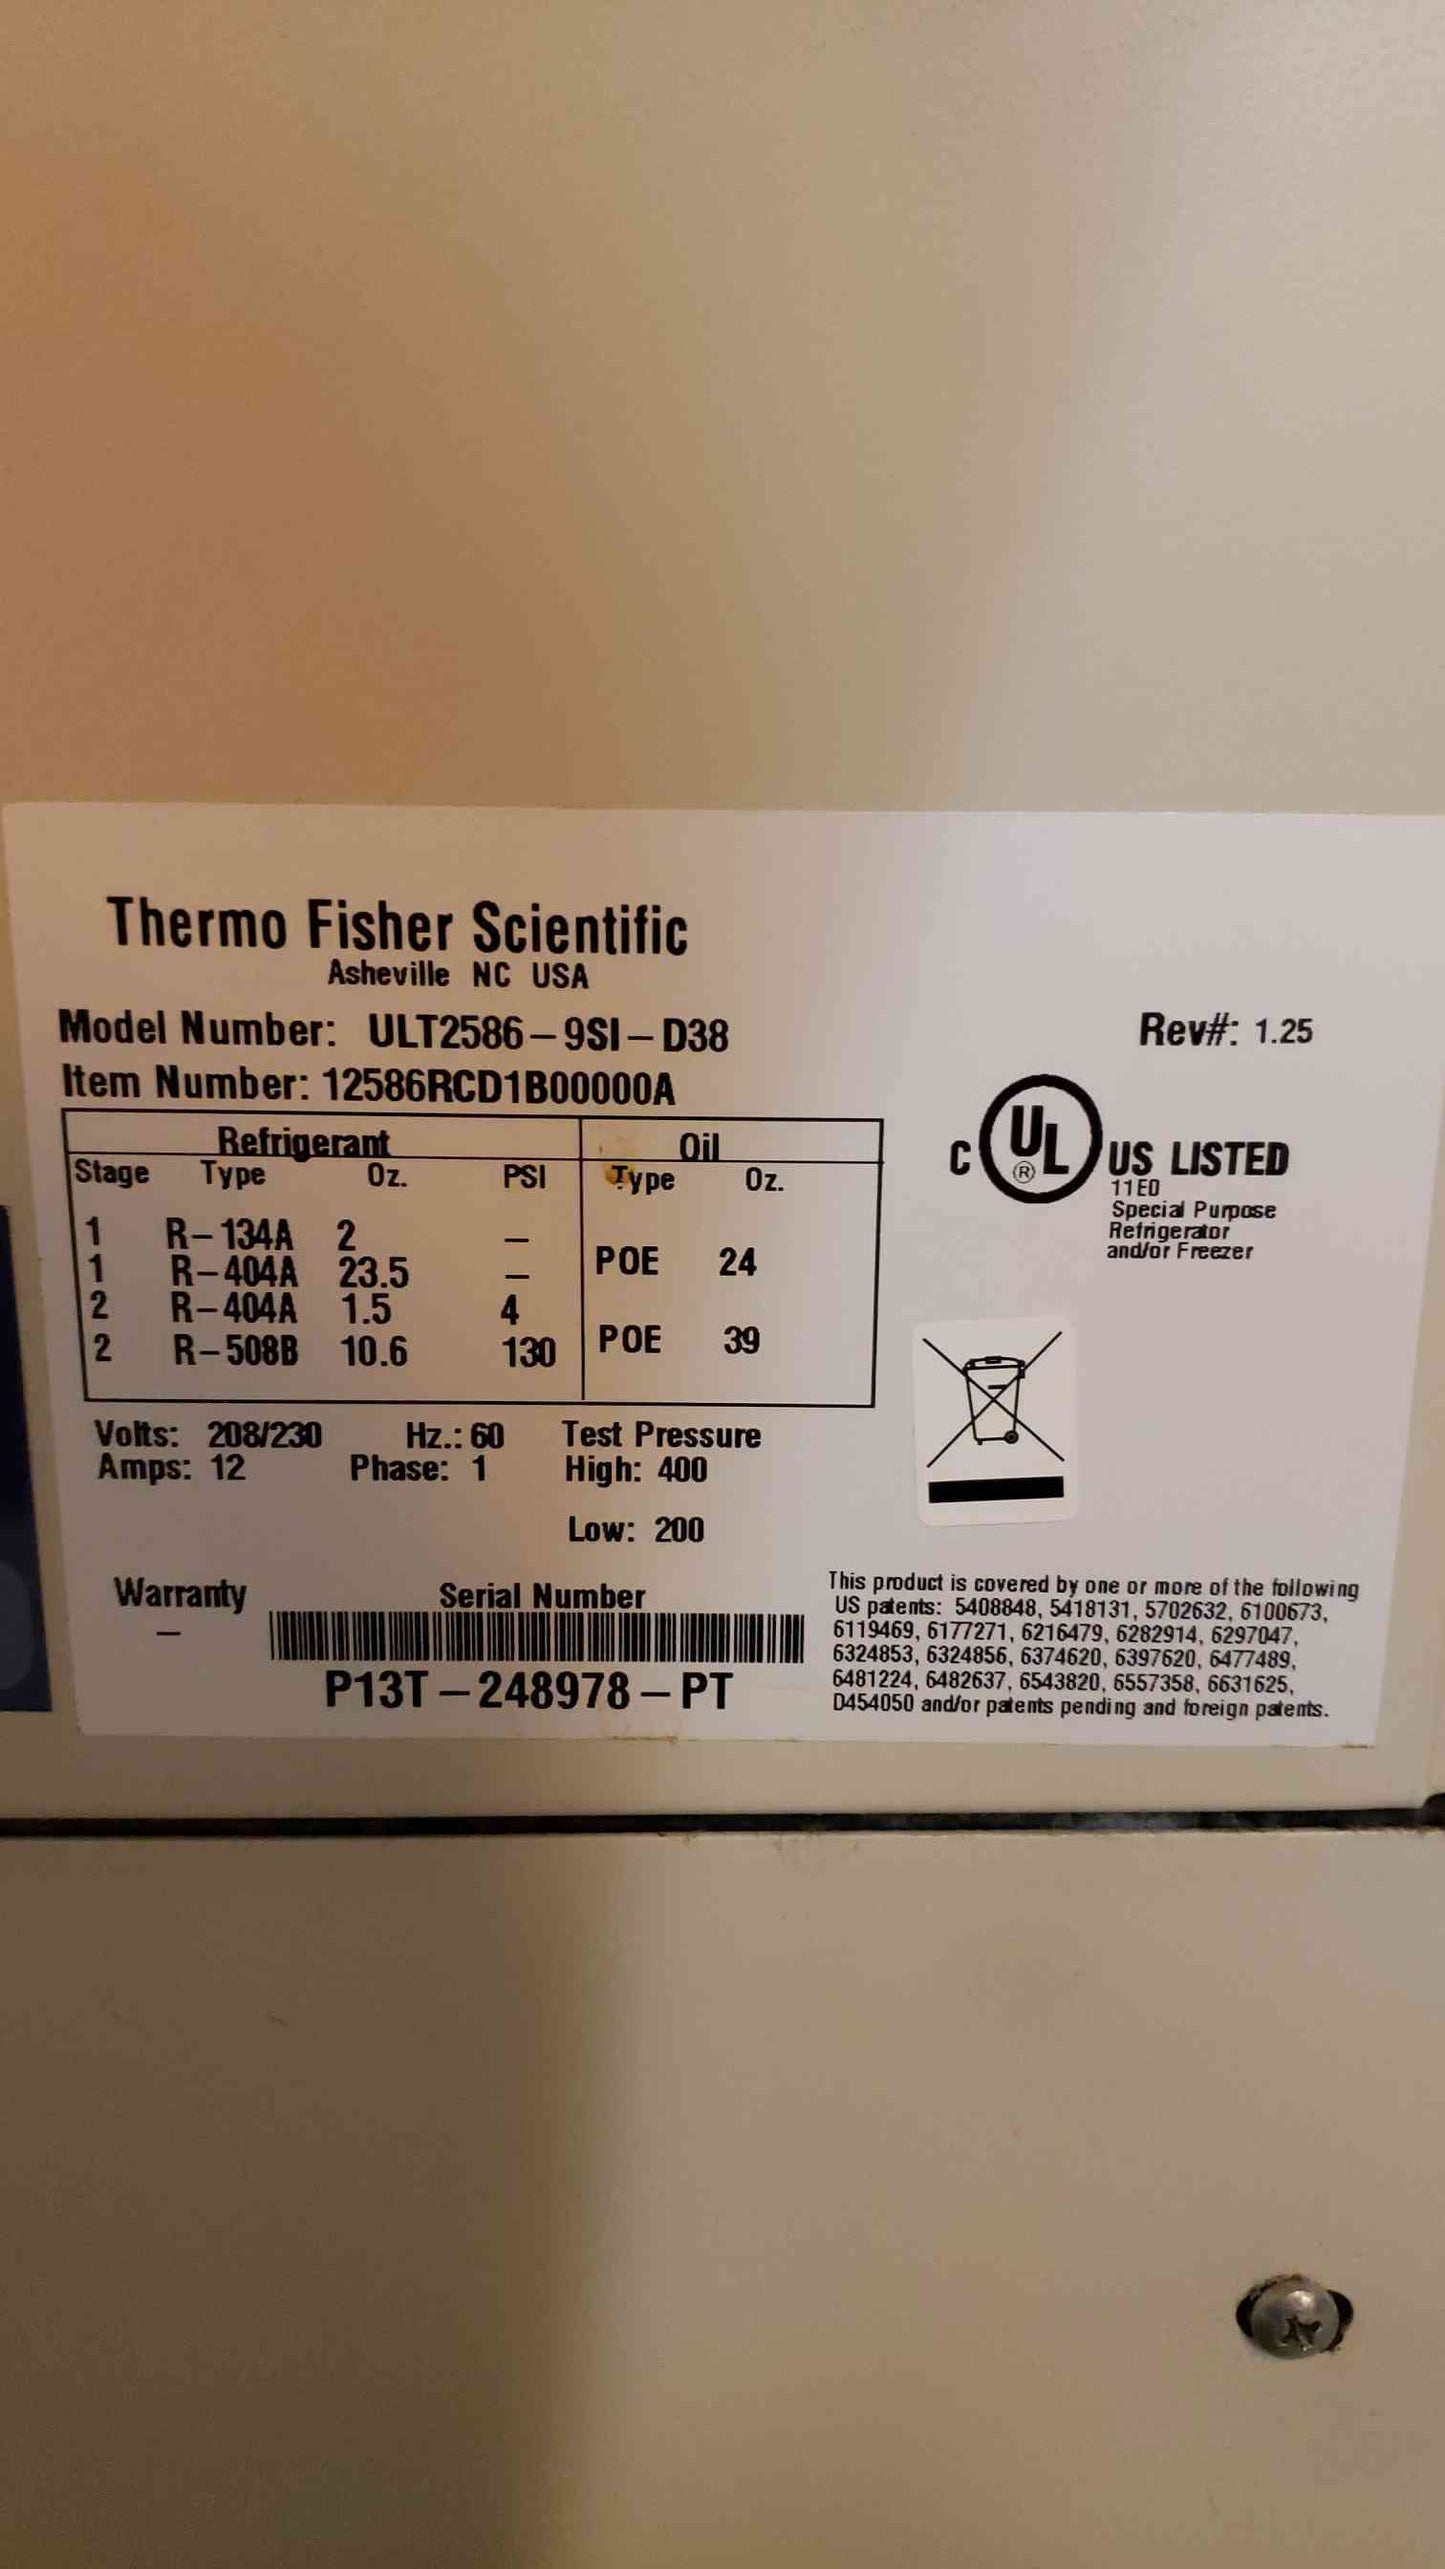 Thermo Fisher Scientific
Asheville NC USA
Model Number: ULT2586-9SI-D38
Rev#: 1.25
Item Number: 12586RCD1B00000A
Refrigerant Oil
Stage Type Oz. PSI Type Oz.
1 R-134A 2 —
1 R-404A 23.5 —
POE 24
2 R-404A 1.5 4
2 R-508B 10.6 130
POE 39
C UL ® US LISTED
11E0
Special Purpose
Refrigerator
and/or Freezer
Volts: 208/230 Hz.: 60 Test Pressure
Amps: 12 Phase: 1 High: 400
Low: 200
Warranty
—
Serial Number
P13T-248978-PT
This product is covered by one or more of the following
US patents: 5408848, 5418131, 5702632, 6100673,
6119469, 6177271, 6216479, 6282914, 6297047,
6324853, 6324856, 6374620, 6397620, 6477489,
6481224, 6482637, 6543820, 6557358, 6631625,
D454050 and/or patents pending and foreign patents.